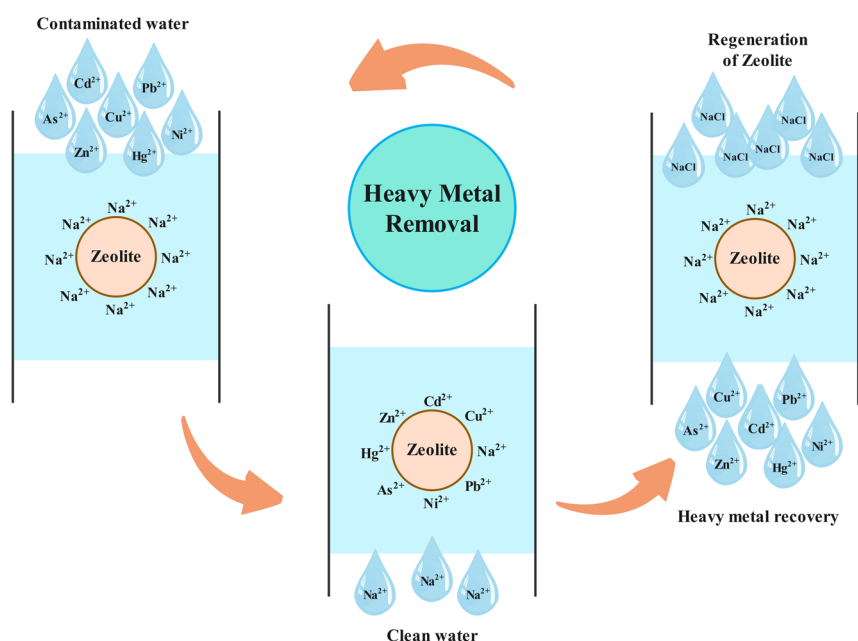 Contaminated water
Cd²⁺
Pb²⁺
As²⁺
Cu²⁺
Ni²⁺
Zn²⁺
Hg²⁺
Na²⁺
Na²⁺
Na²⁺
Na²⁺
Zeolite
Na²⁺
Na²⁺
Na²⁺
Na²⁺
Heavy Metal
Removal
Cd²⁺
Zn²⁺
Cu²⁺
Hg²⁺
Zeolite
Na²⁺
As²⁺
Pb²⁺
Ni²⁺
Na²⁺
Na²⁺
Na²⁺
Clean water
Regeneration
of Zeolite
NaCl
NaCl
NaCl
NaCl
NaCl
NaCl
Na²⁺
Na²⁺
Na²⁺
Na²⁺
Zeolite
Na²⁺
Na²⁺
Na²⁺
Na²⁺
Cu²⁺
Pb²⁺
As²⁺
Cd²⁺
Ni²⁺
Zn²⁺
Hg²⁺
Heavy metal recovery